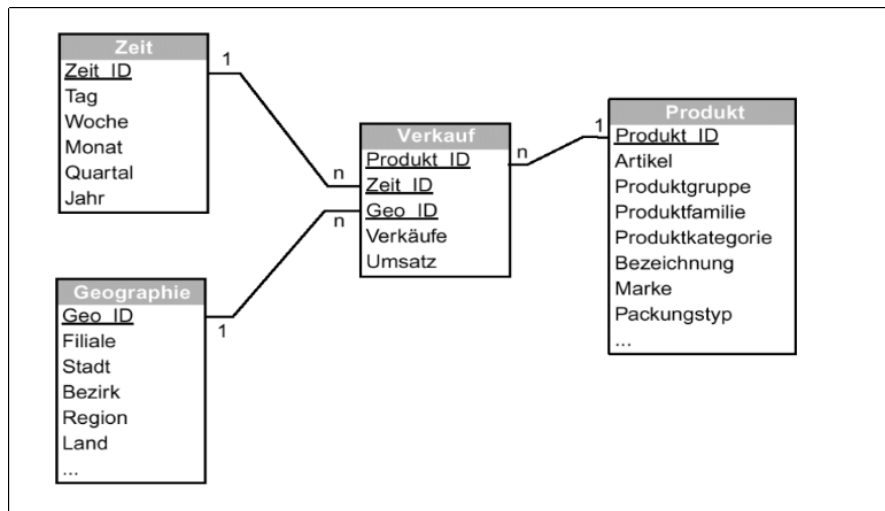 Zeit
Zeit_ID
Tag
Woche
Monat
Quartal
Jahr
1
n
Verkauf
Produkt_ID
Zeit_ID
Geo_ID
Verkäufe
Umsatz
n
1
Produkt
Produkt_ID
Artikel
Produktgruppe
Produktfamilie
Produktkategorie
Bezeichnung
Marke
Packungstyp
...
Geographie
Geo_ID
Filiale
Stadt
Bezirk
Region
Land
...
1
n